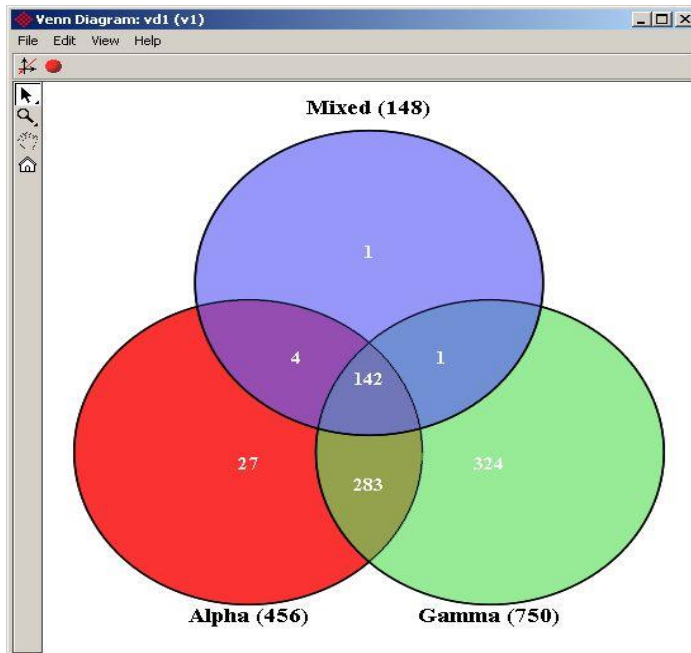 Venn Diagram: vd1 (v1)
File Edit View Help
Mixed (148)
1
4
1
142
27
324
283
Alpha (456)
Gamma (750)